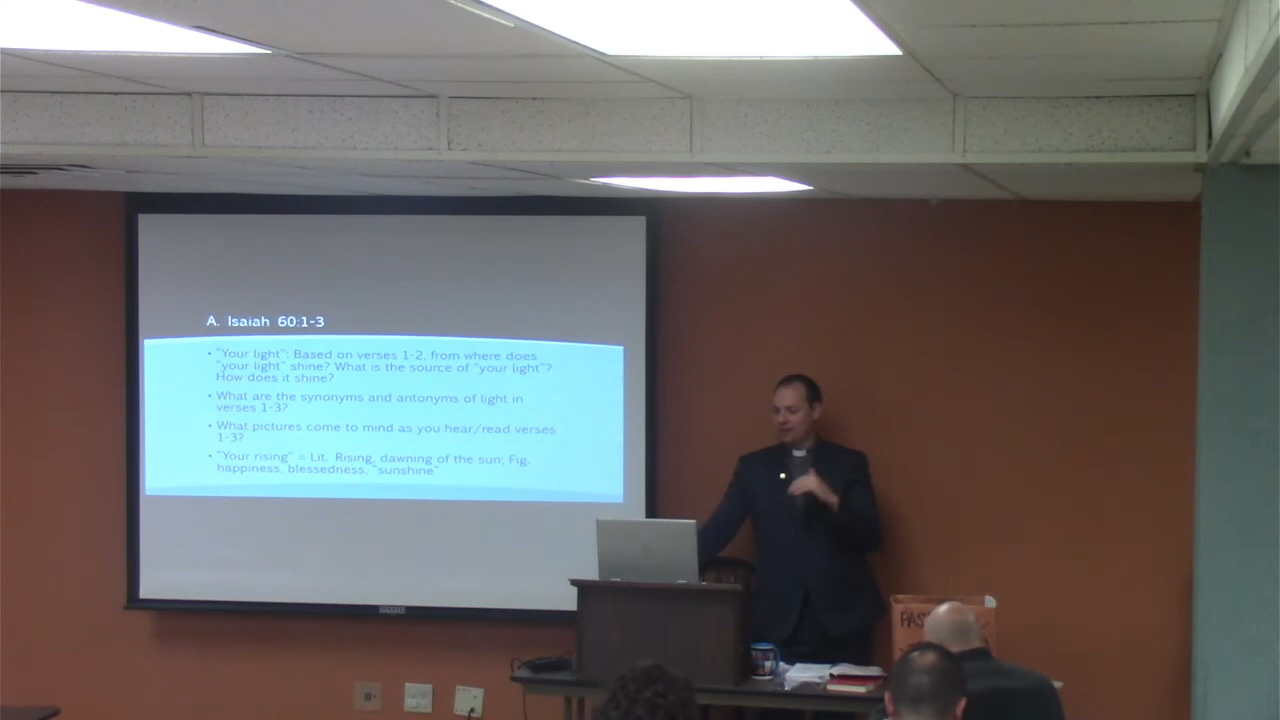 A. Isaiah 60:1-3
• "Your light": Based on verses 1-2, from where does
"your light" shine? What is the source of "your light"?
How does it shine?
• What are the synonyms and antonyms of light in
verses 1-3?
• What pictures come to mind as you hear/read verses
1-3?
• "Your rising" = Lit. Rising, dawning of the sun; Fig.
happiness, blessedness, "sunshine"